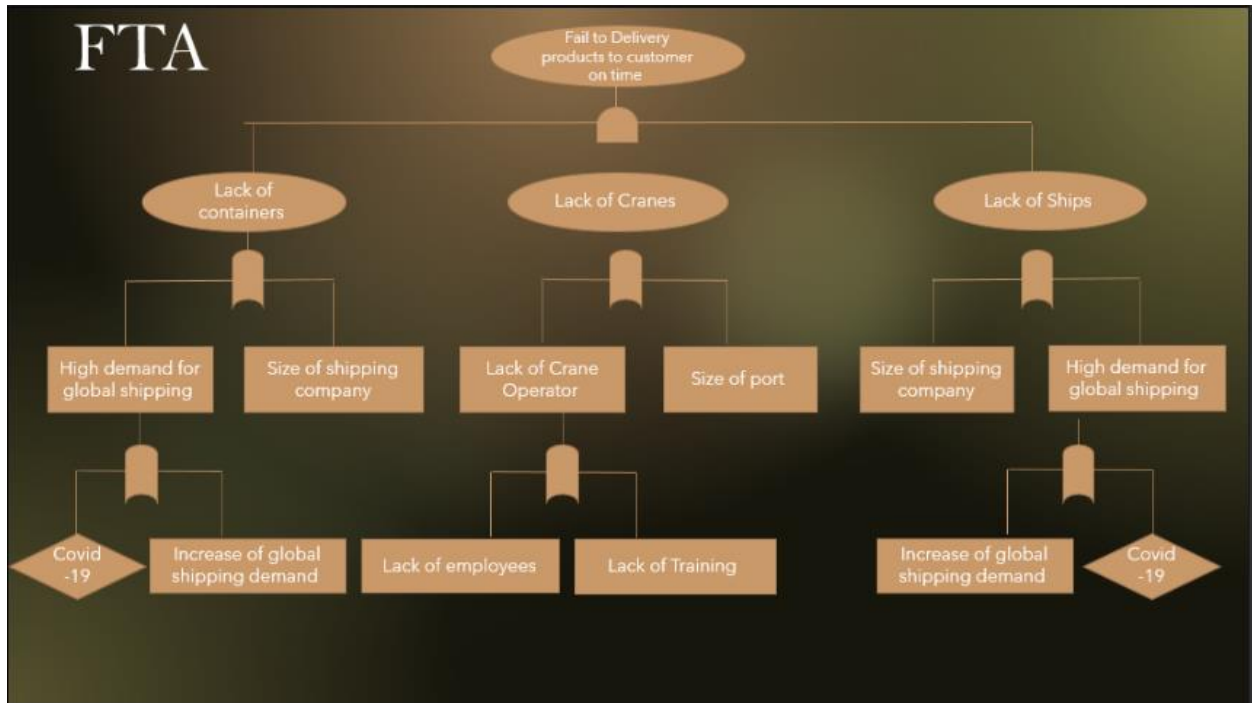 FTA
Fail to Delivery
products to customer
on time
Lack of
containers
Lack of Cranes
Lack of Ships
High demand for
global shipping
Size of shipping
company
Lack of Crane
Operator
Size of port
Size of shipping
company
High demand for
global shipping
Covid
-19
Increase of global
shipping demand
Lack of employees
Lack of Training
Increase of global
shipping demand
Covid
-19